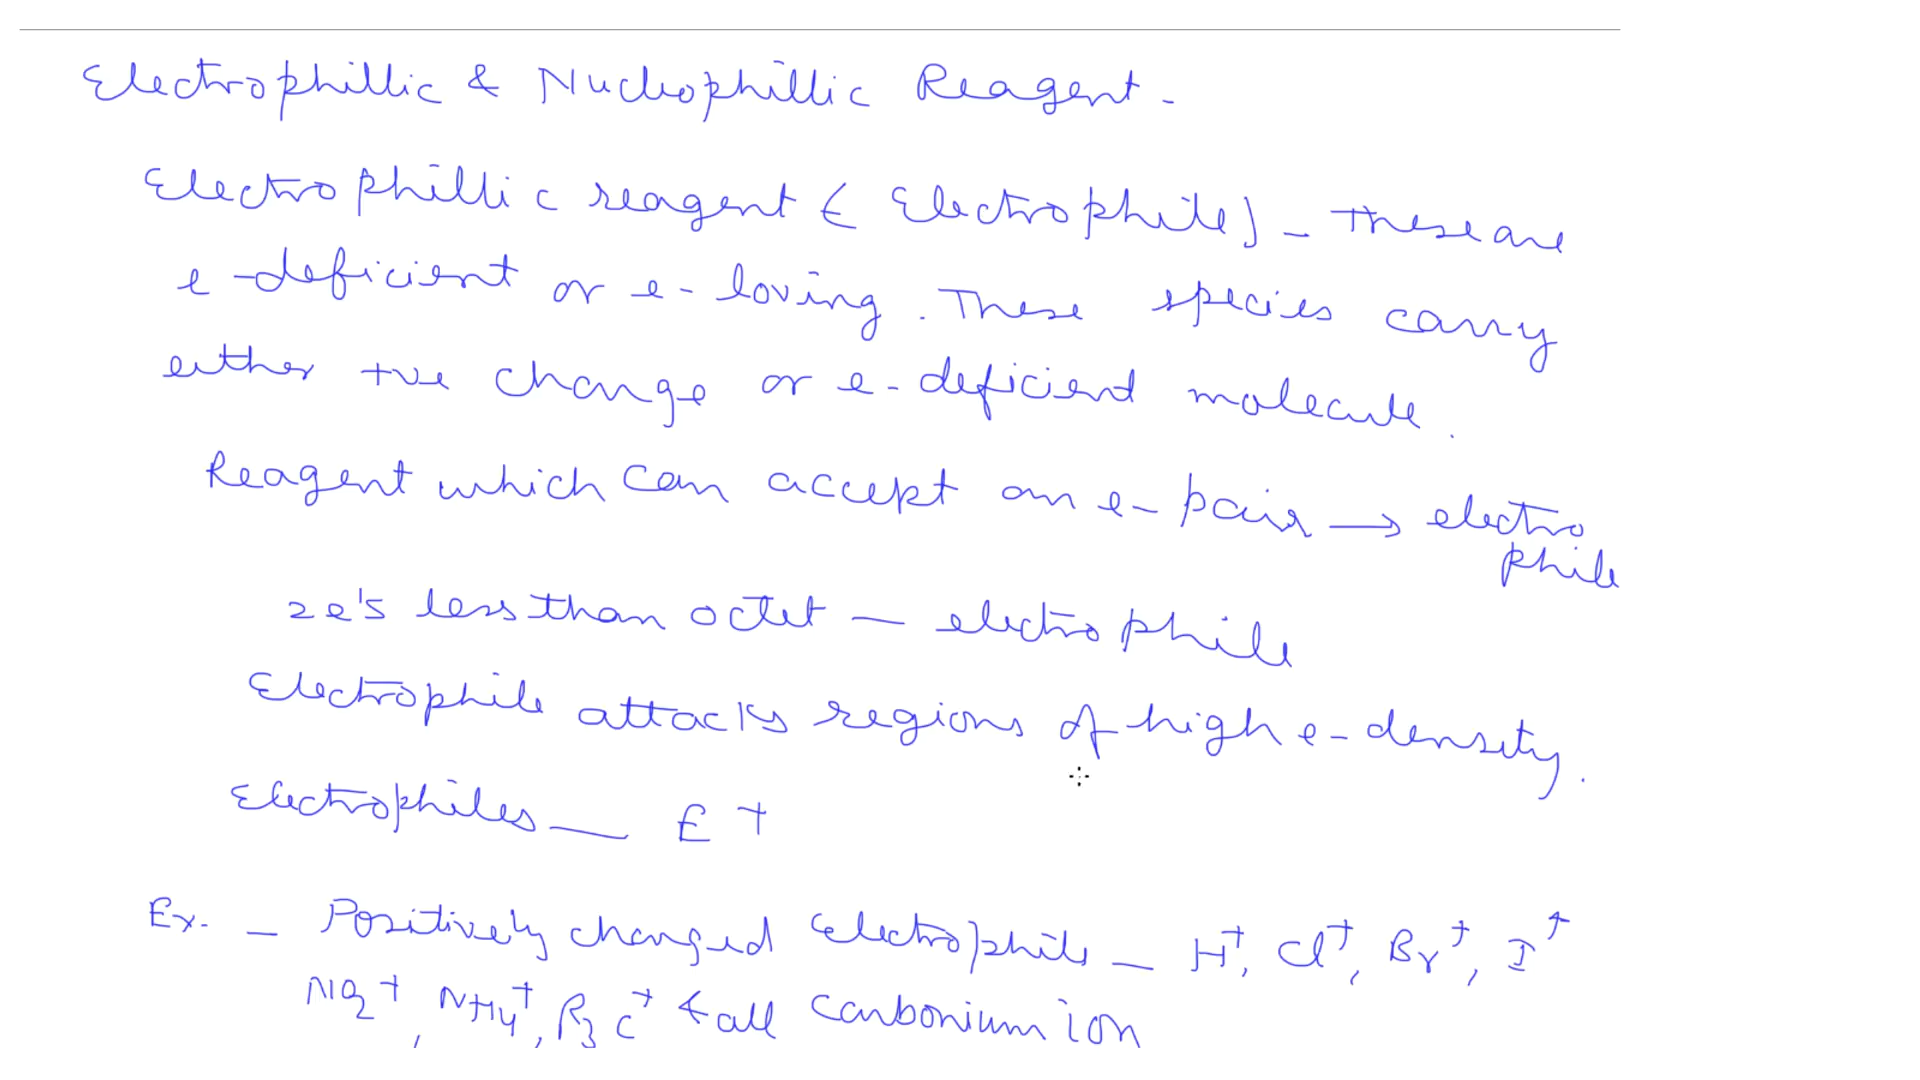 Electrophillic & Nucleophillic Reagent.
Electrophillic reagent (Electrophile) - These are
e-deficient or e-loving. These species carry
either +ve charge or e-deficient molecule.
Reagent which can accept an e-pair → electro
phile
2e's less than octet — electrophile
Electrophile attacks regions of high e-density.
Electrophiles — E+
Ex. - Positively charged electrophile - H+, Cl+, Br+, I+
NO2+, NH4+, R3C+ & all carbonium ion